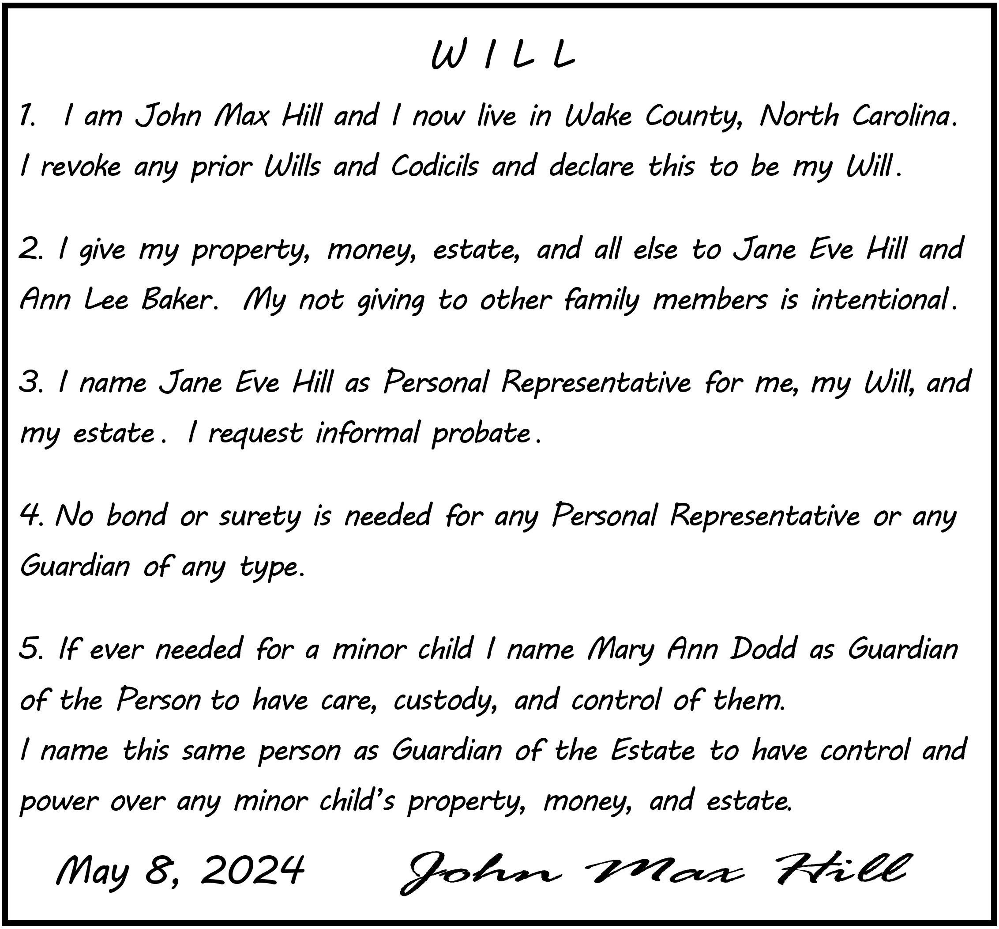 W I L L
1. I am John Max Hill and I now live in Wake County, North Carolina.
I revoke any prior Wills and Codicils and declare this to be my Will.
2. I give my property, money, estate, and all else to Jane Eve Hill and
Ann Lee Baker. My not giving to other family members is intentional.
3. I name Jane Eve Hill as Personal Representative for me, my Will, and
my estate. I request informal probate.
4. No bond or surety is needed for any Personal Representative or any
Guardian of any type.
5. If ever needed for a minor child I name Mary Ann Dodd as Guardian
of the Person to have care, custody, and control of them.
I name this same person as Guardian of the Estate to have control and
power over any minor child's property, money, and estate.
May 8, 2024 John Max Hill